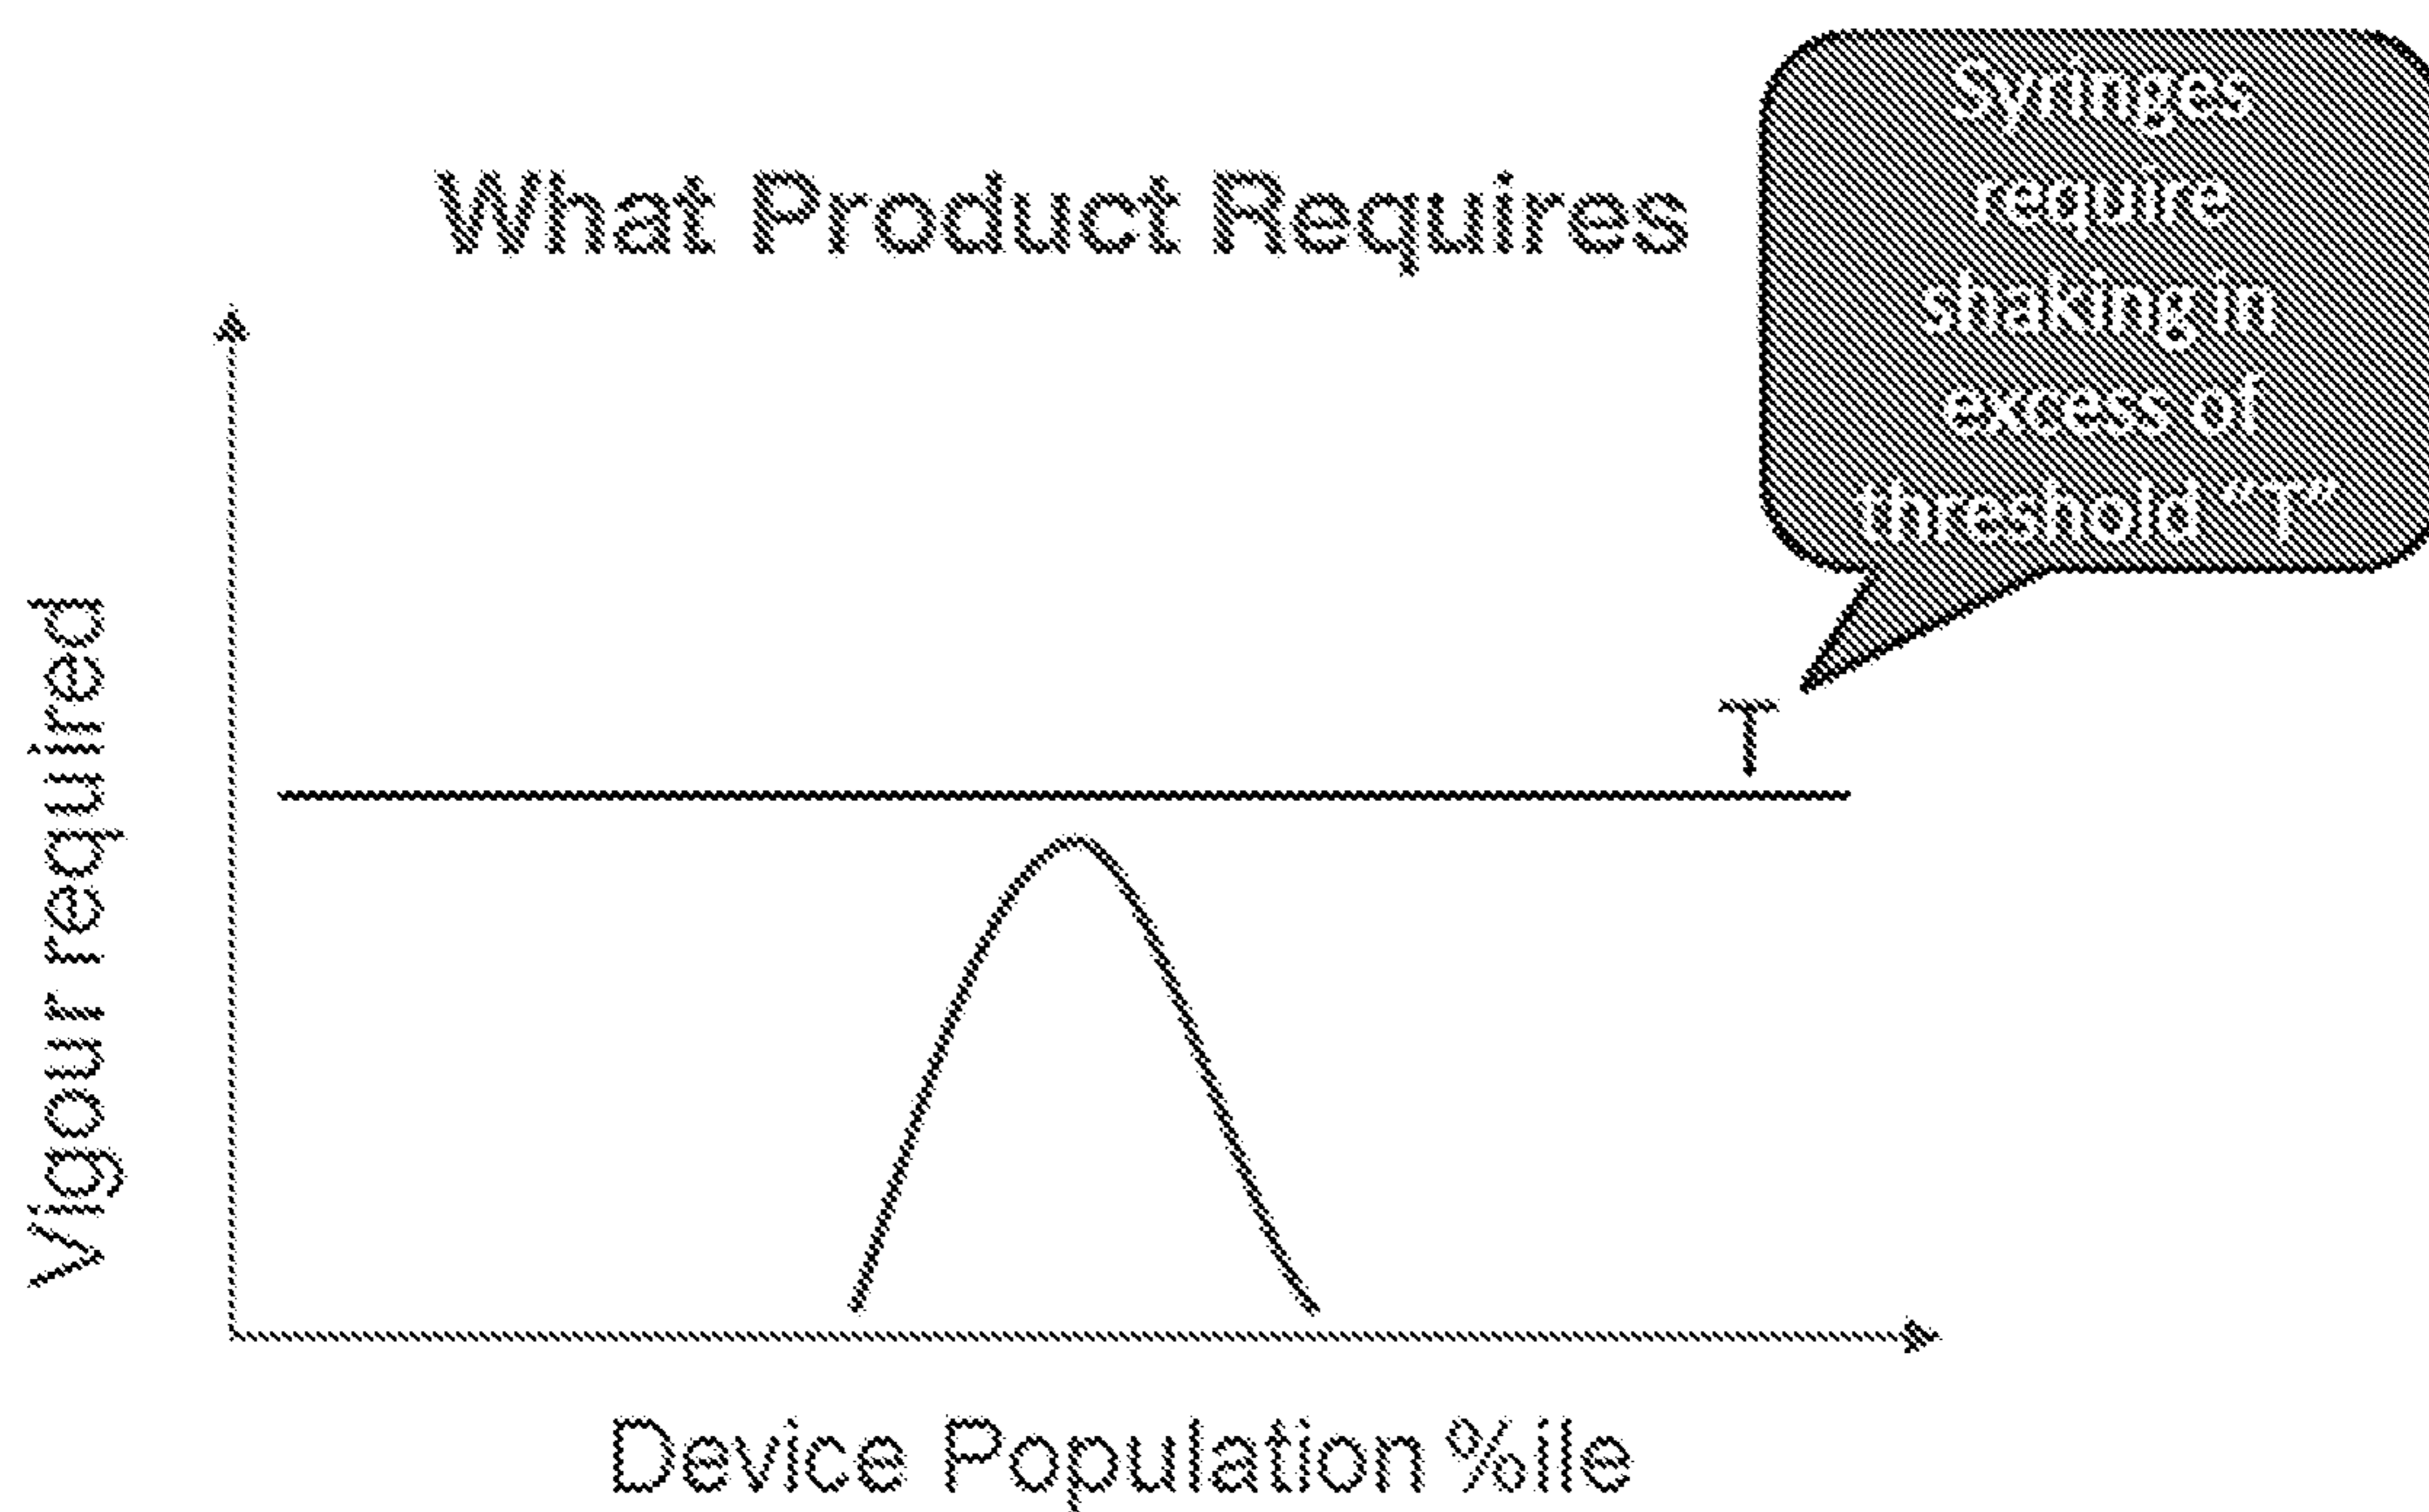 Syringes
require
shaking in
excess of
threshold “T”
What Product Requires
T
Vigour required
Device Population %ile